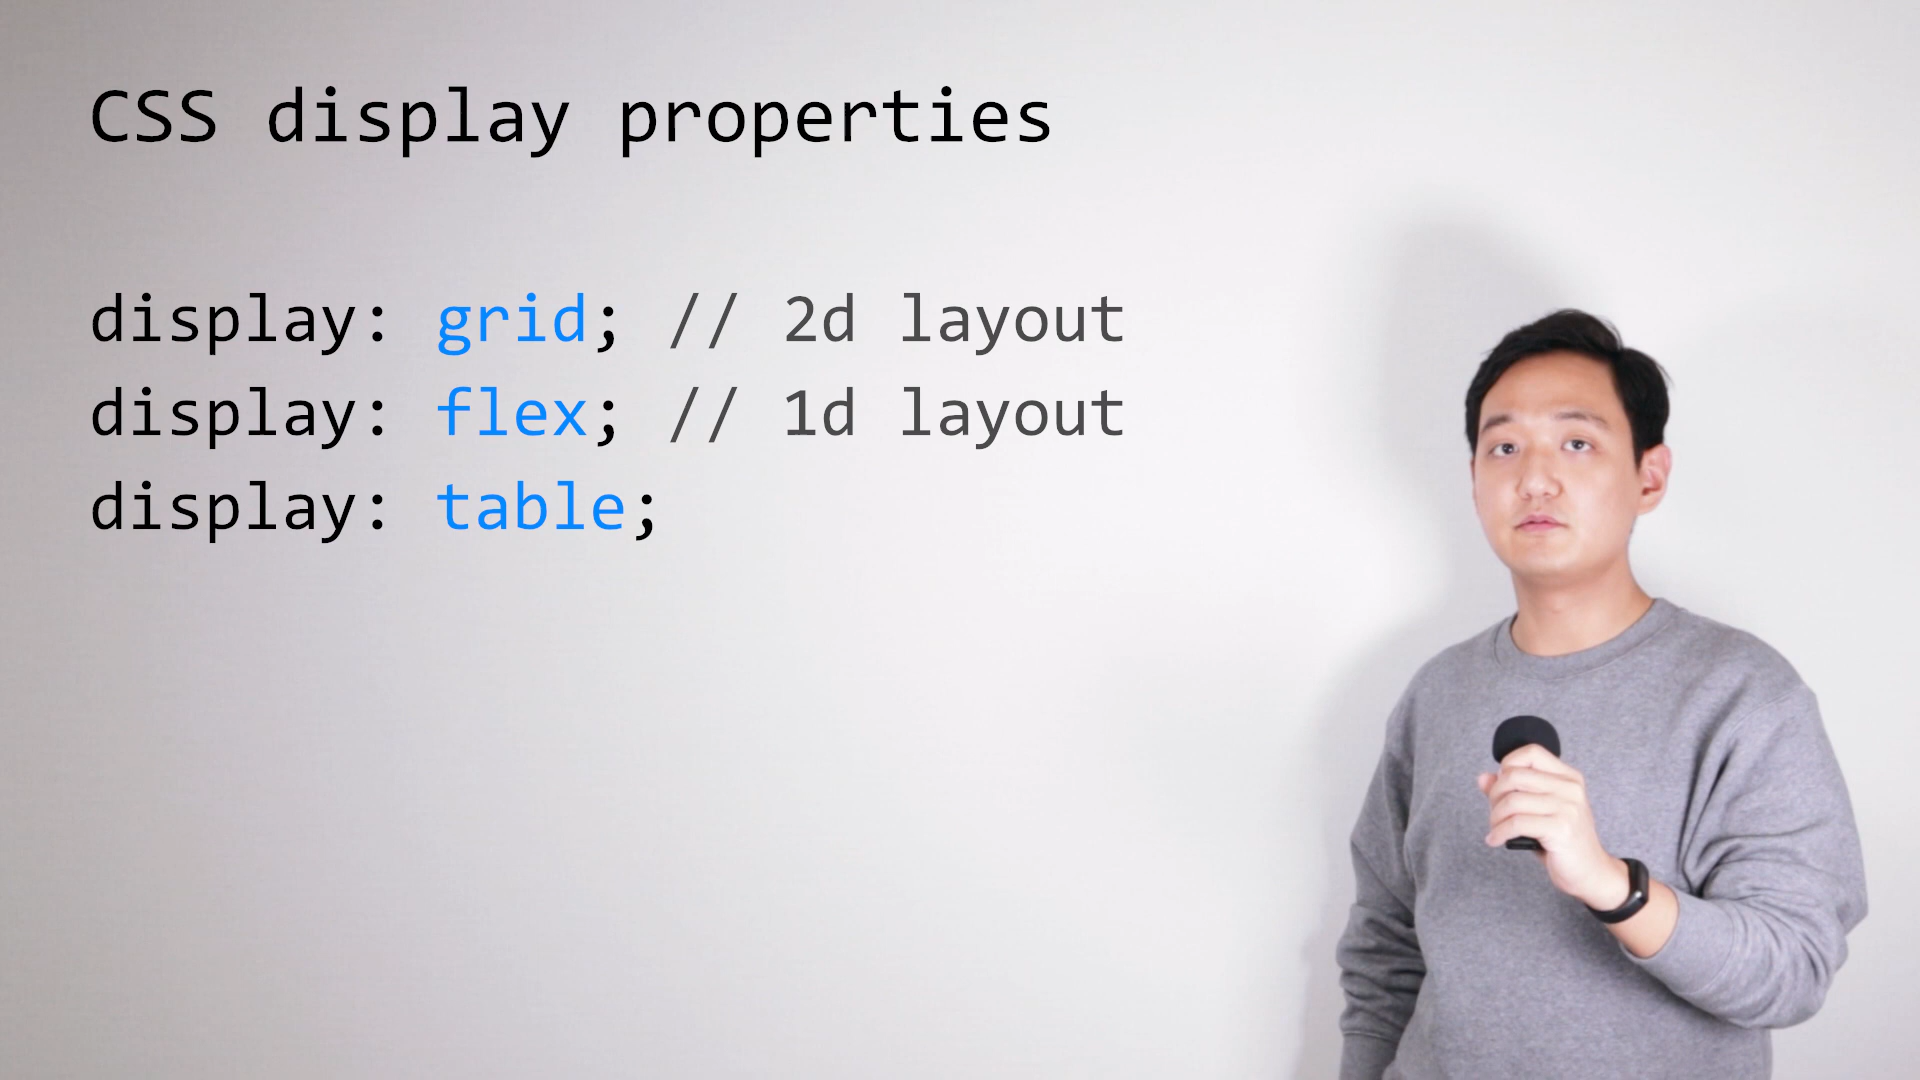 CSS display properties
display: grid; // 2d layout
display: flex; // 1d layout
display: table;